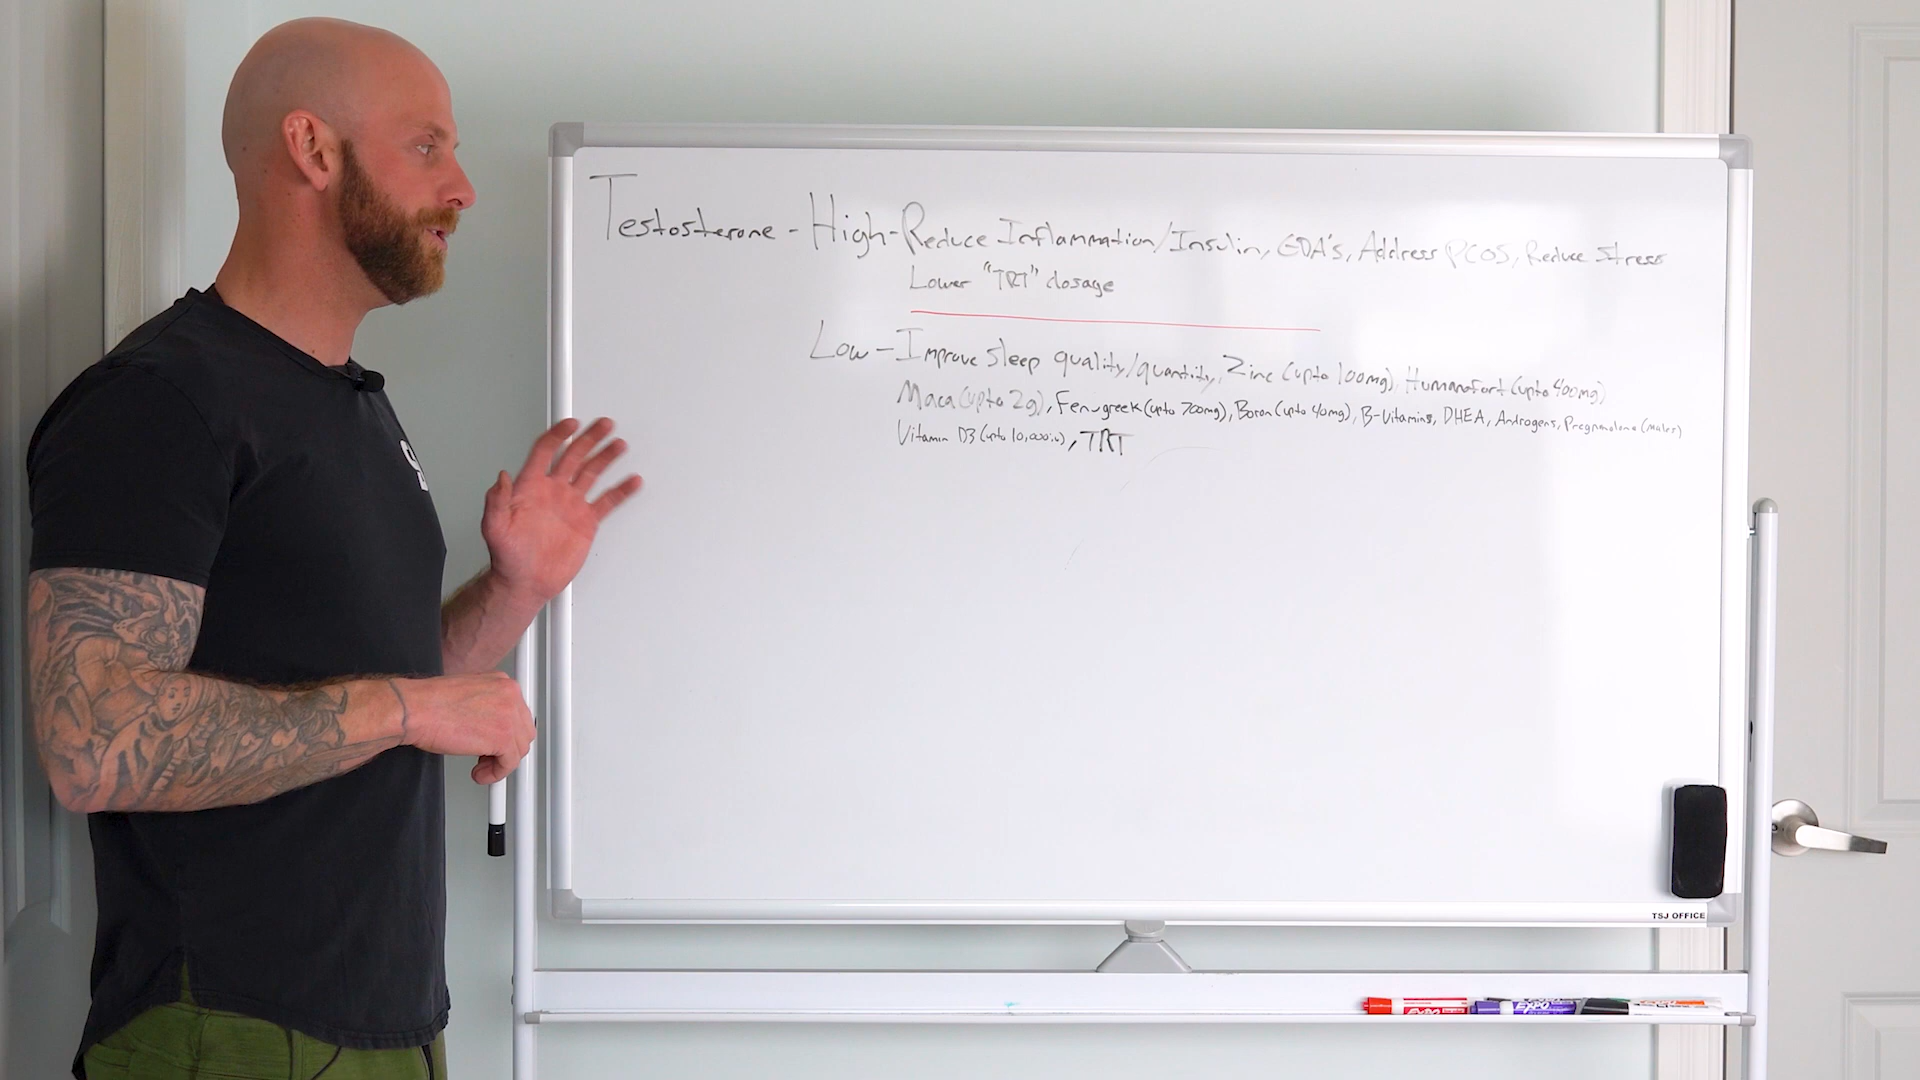 Testosterone - High - Reduce Inflammation/Insulin, GDA's, Address PCOS, Reduce Stress
Lower "TRT" dosage
Low - Improve sleep quality/quantity, Zinc (upto 100mg), Humanofort (upto 400mg)
Maca (upto 2g), Fenugreek (upto 700mg), Boron (upto 40mg), B-Vitamins, DHEA, Androgens, Pregnenolone (males)
Vitamin D3 (upto 10,000iu), TRT
TSJ OFFICE
EXPO
EXPO